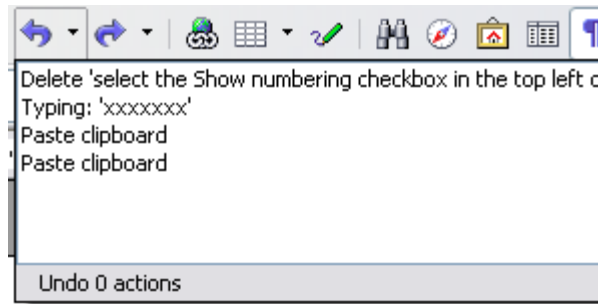 Delete 'select the Show numbering checkbox in the top left
Typing: 'xxxxxxx'
Paste clipboard
Paste clipboard
Undo 0 actions